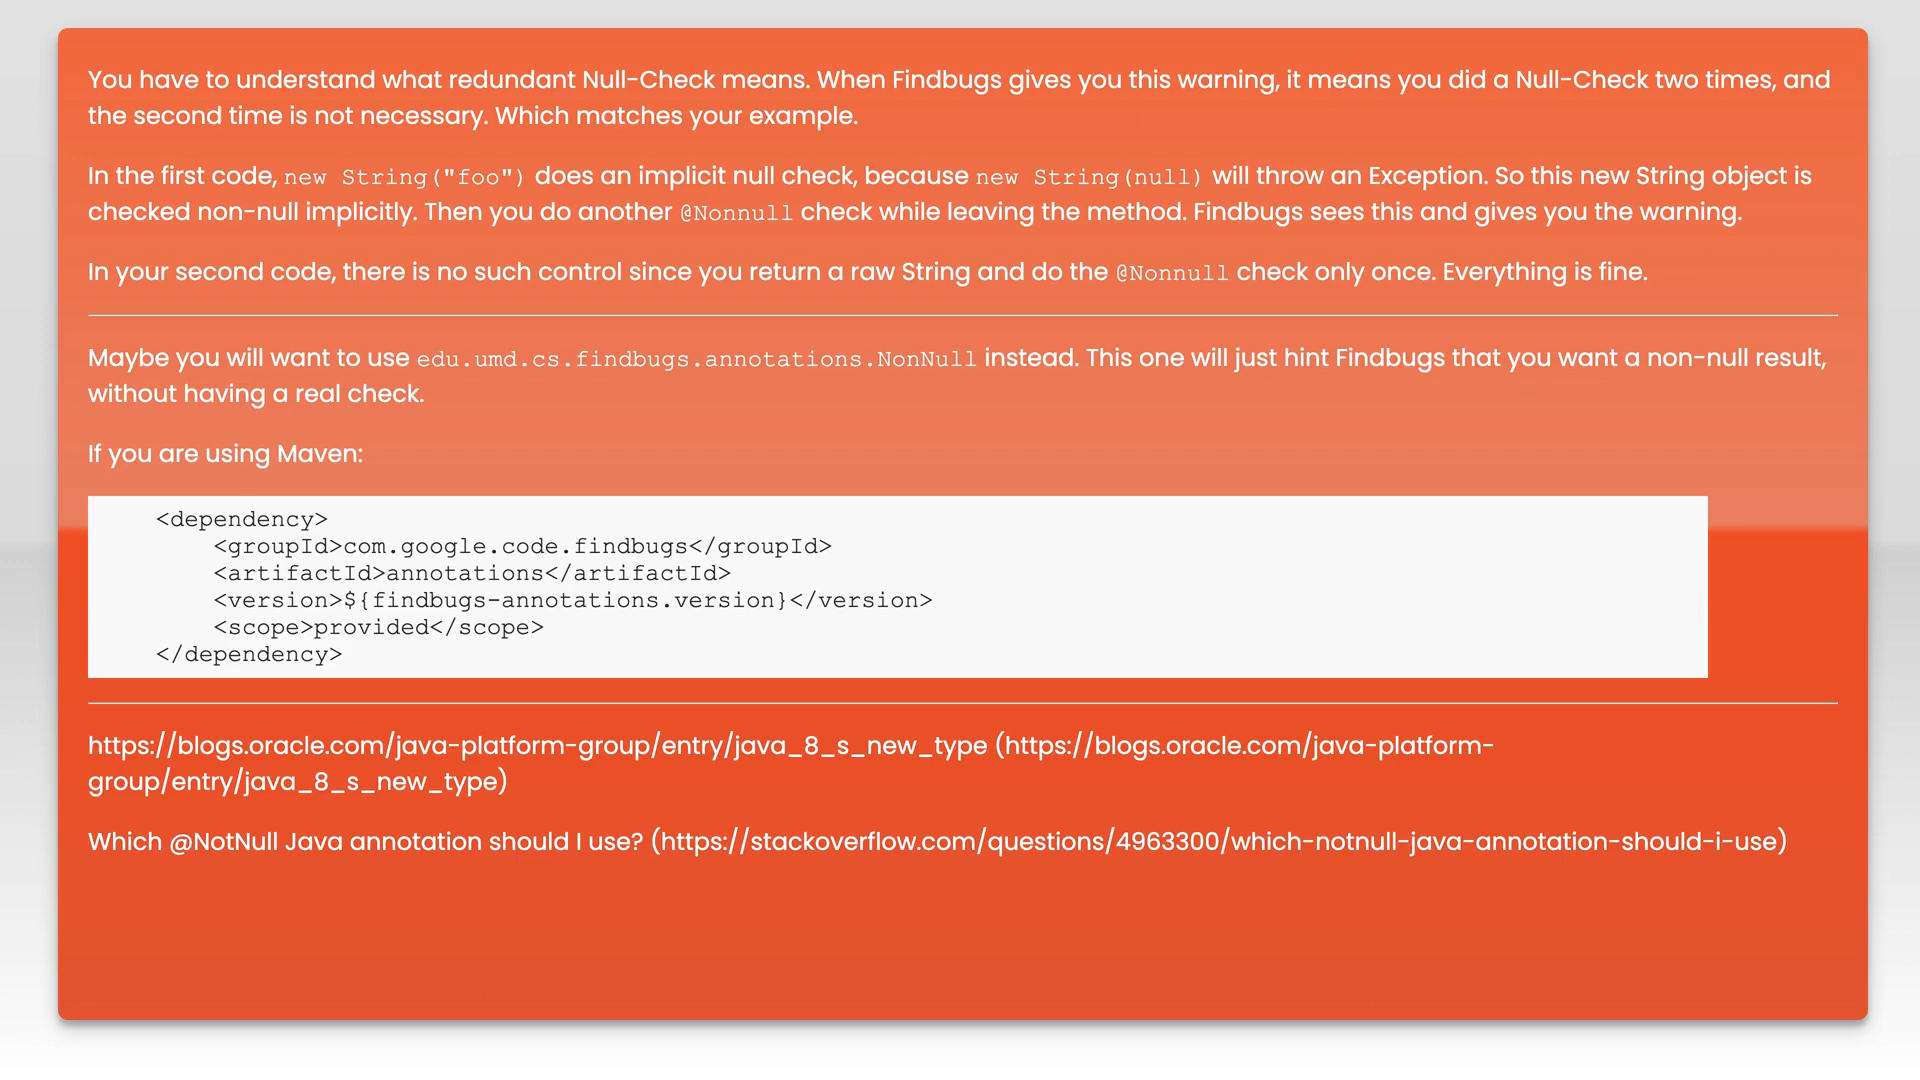 You have to understand what redundant Null-Check means. When Findbugs gives you this warning, it means you did a Null-Check two times, and
the second time is not necessary. Which matches your example.
In the first code, new String("foo") does an implicit null check, because new String(null) will throw an Exception. So this new String object is
checked non-null implicitly. Then you do another @Nonnull check while leaving the method. Findbugs sees this and gives you the warning.
In your second code, there is no such control since you return a raw String and do the @Nonnull check only once. Everything is fine.
Maybe you will want to use edu.umd.cs.findbugs.annotations.NonNull instead. This one will just hint Findbugs that you want a non-null result,
without having a real check.
If you are using Maven:
<dependency>
    <groupId>com.google.code.findbugs</groupId>
    <artifactId>annotations</artifactId>
    <version>${findbugs-annotations.version}</version>
    <scope>provided</scope>
</dependency>
https://blogs.oracle.com/java-platform-group/entry/java_8_s_new_type (https://blogs.oracle.com/java-platform-
group/entry/java_8_s_new_type)
Which @NotNull Java annotation should I use? (https://stackoverflow.com/questions/4963300/which-notnull-java-annotation-should-i-use)